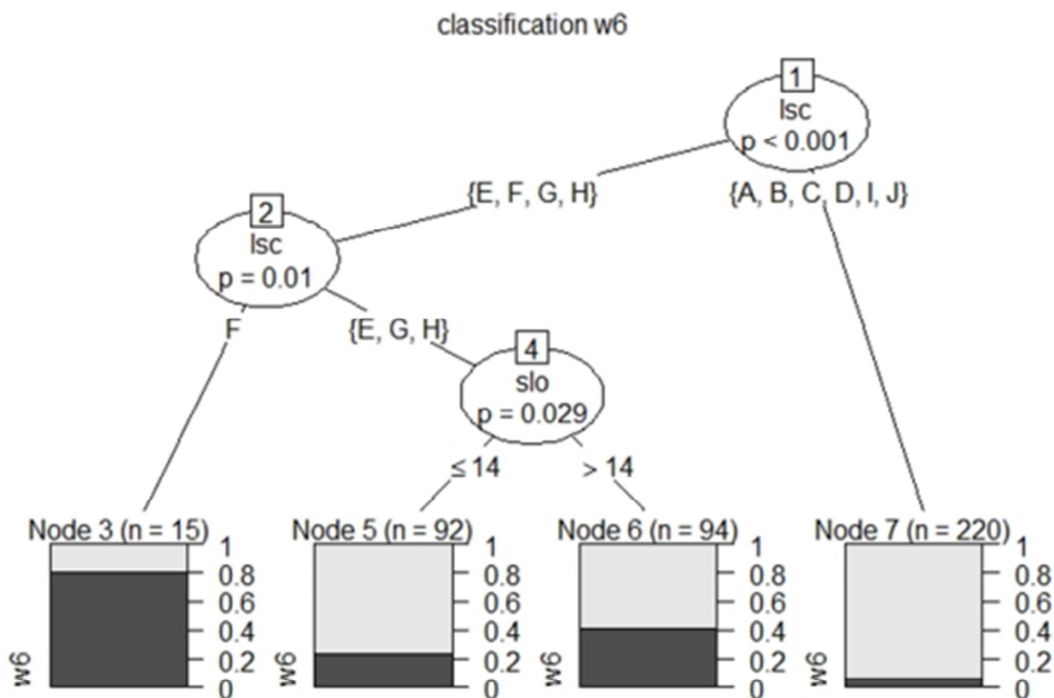 classification w6
1
lsc
p < 0.001
{E, F, G, H}
{A, B, C, D, I, J}
2
lsc
p = 0.01
F
{E, G, H}
4
slo
p = 0.029
≤ 14
> 14
Node 3 (n = 15)
Node 5 (n = 92)
Node 6 (n = 94)
Node 7 (n = 220)
w6
1
0.8
0.6
0.4
0.2
0
w6
1
0.8
0.6
0.4
0.2
0
w6
1
0.8
0.6
0.4
0.2
0
w6
1
0.8
0.6
0.4
0.2
0